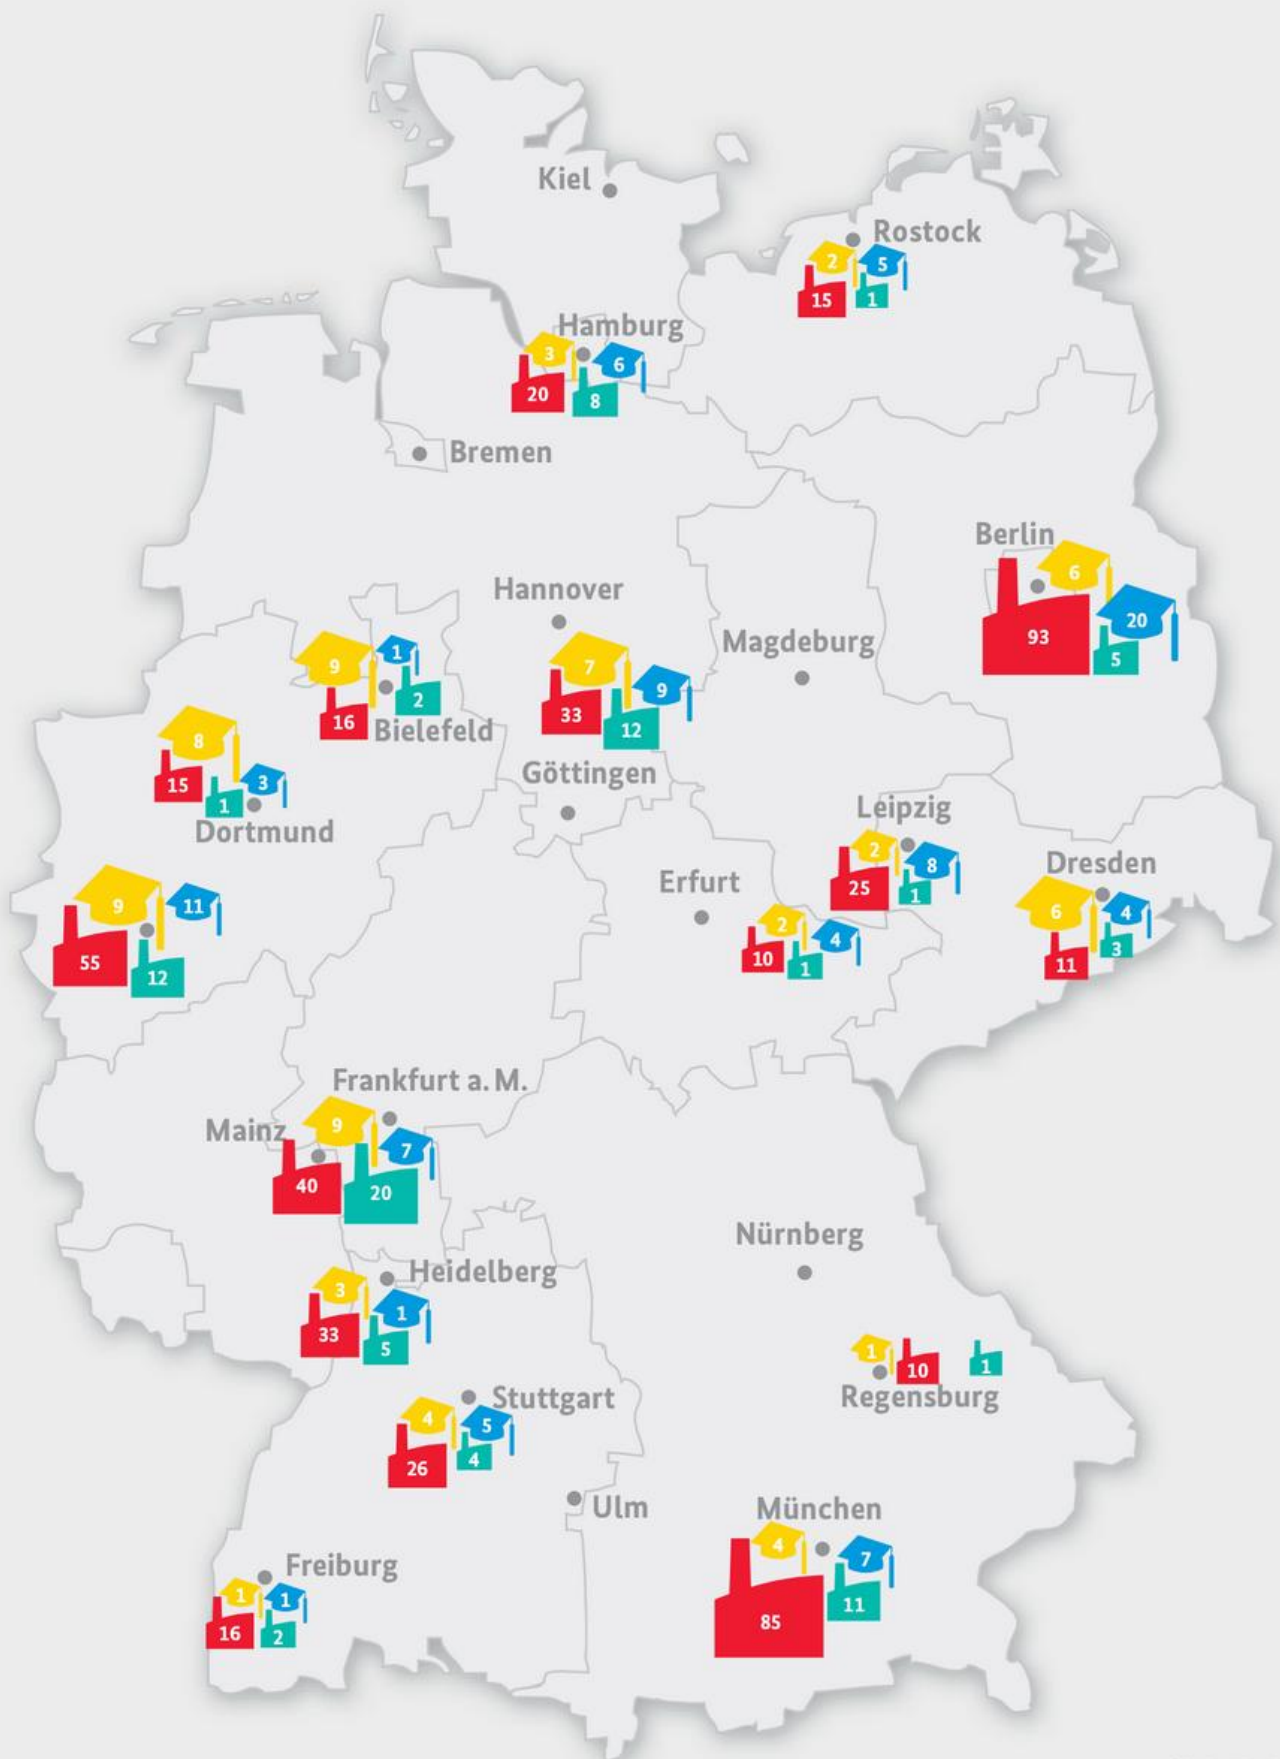 Kiel
Rostock
2 5
15 1
Hamburg
3 6
20 8
Bremen
Berlin
6
93 20
5
Hannover
7 9
33 12
Magdeburg
9 1
16 2
Bielefeld
8
15 1 3
Dortmund
Göttingen
Leipzig
2 8
25 1
Dresden
6 4
11 3
Erfurt
2 4
10 1
9 11
55 12
Frankfurt a. M.
Mainz
9 7
40 20
Nürnberg
Heidelberg
3 1
33 5
1 10 1
Regensburg
Stuttgart
4 5
26 4
Ulm
München
4 7
85 11
Freiburg
1 1
16 2